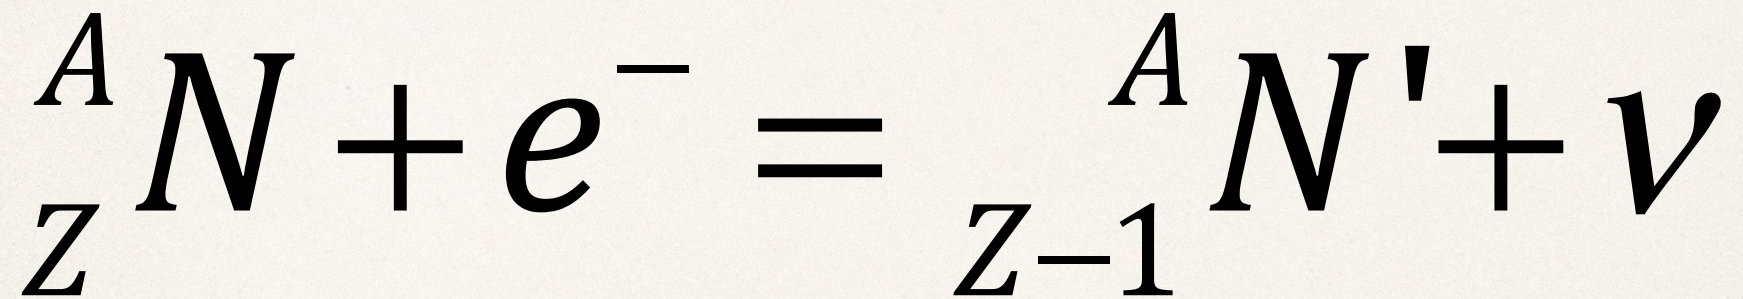 ^A_Z N + e^− = ^A_{Z−1} N' + ν